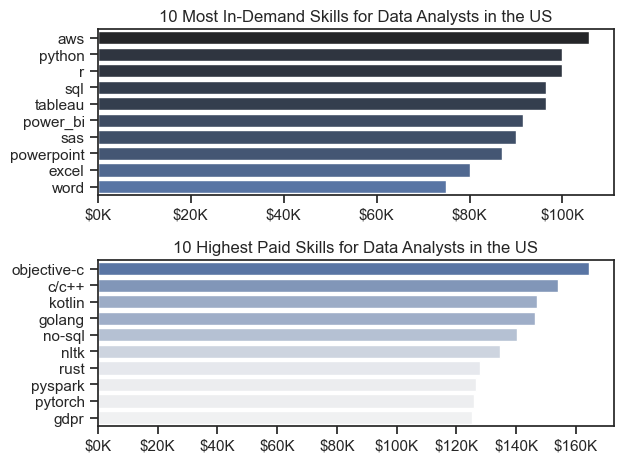 10 Most In-Demand Skills for Data Analysts in the US
aws
python
r
sql
tableau
power_bi
sas
powerpoint
excel
word
$0K $20K $40K $60K $80K $100K
10 Highest Paid Skills for Data Analysts in the US
objective-c
c/c++
kotlin
golang
no-sql
nltk
rust
pyspark
pytorch
gdpr
$0K $20K $40K $60K $80K $100K $120K $140K $160K